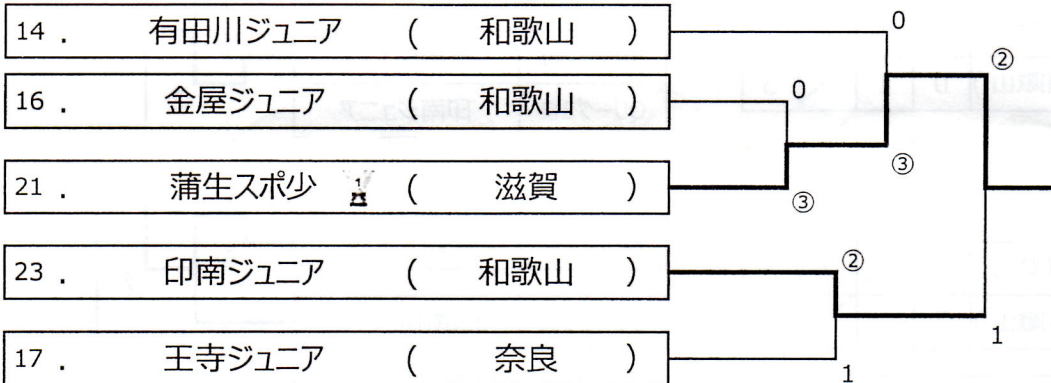 14 . 有田川ジュニア ( 和歌山 )
0
②
16 . 金屋ジュニア ( 和歌山 )
0
③
21 . 蒲生スポ少 1 ( 滋賀 )
③
23 . 印南ジュニア ( 和歌山 )
②
1
17 . 王寺ジュニア ( 奈良 )
1